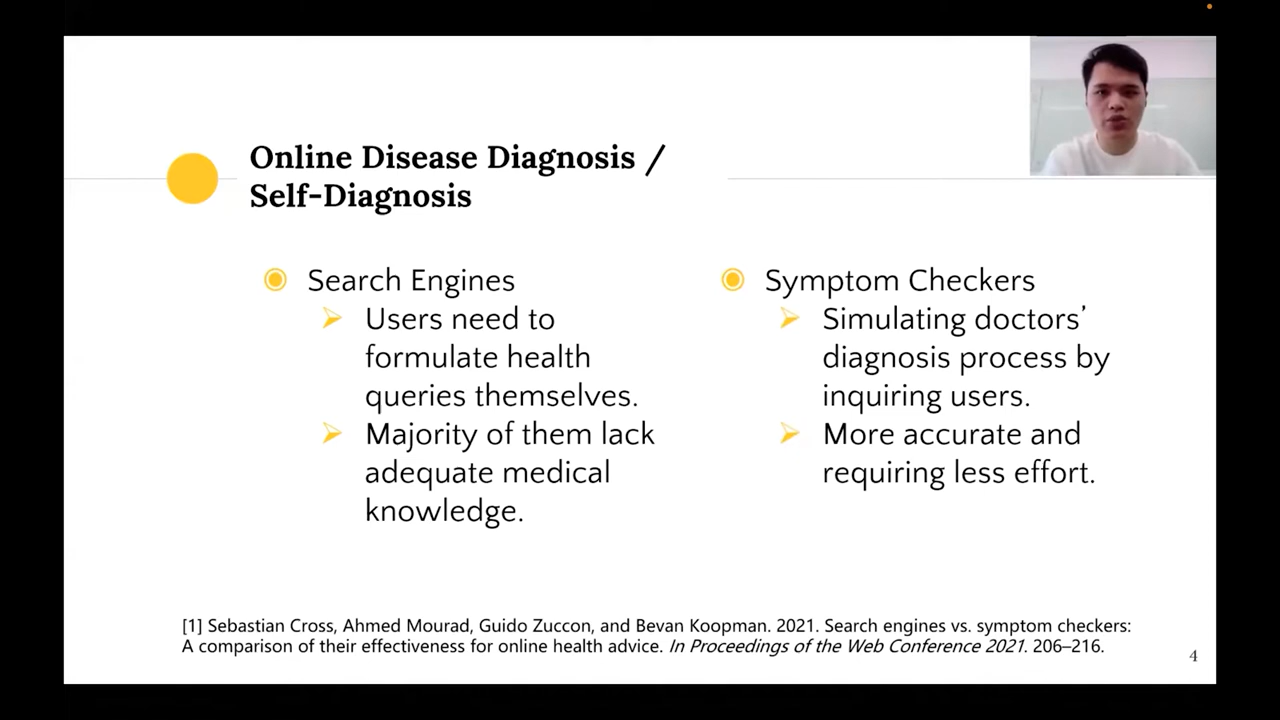 Online Disease Diagnosis /
Self-Diagnosis
Search Engines
Users need to
formulate health
queries themselves.
Majority of them lack
adequate medical
knowledge.
Symptom Checkers
Simulating doctors’
diagnosis process by
inquiring users.
More accurate and
requiring less effort.
[1] Sebastian Cross, Ahmed Mourad, Guido Zuccon, and Bevan Koopman. 2021. Search engines vs. symptom checkers:
A comparison of their effectiveness for online health advice. In Proceedings of the Web Conference 2021. 206–216.
4